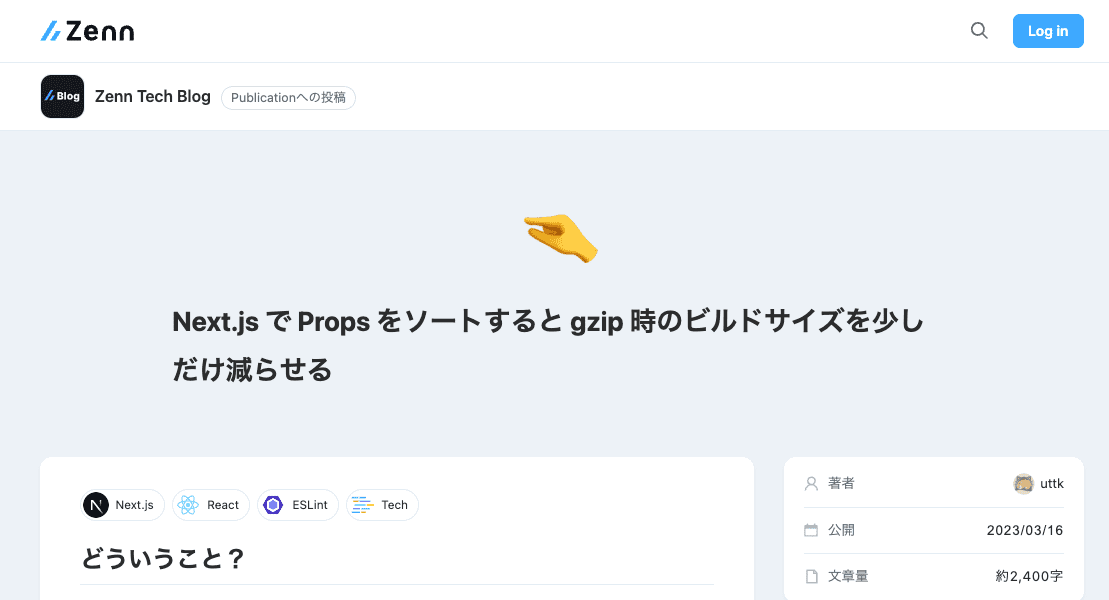 Zenn
Log in
Blog
Zenn Tech Blog
Publicationへの投稿
Next.js で Props をソートすると gzip 時のビルドサイズを少し
だけ減らせる
Next.js
React
ESLint
Tech
どういうこと？
著者
uttk
公開
2023/03/16
文章量
約2,400字